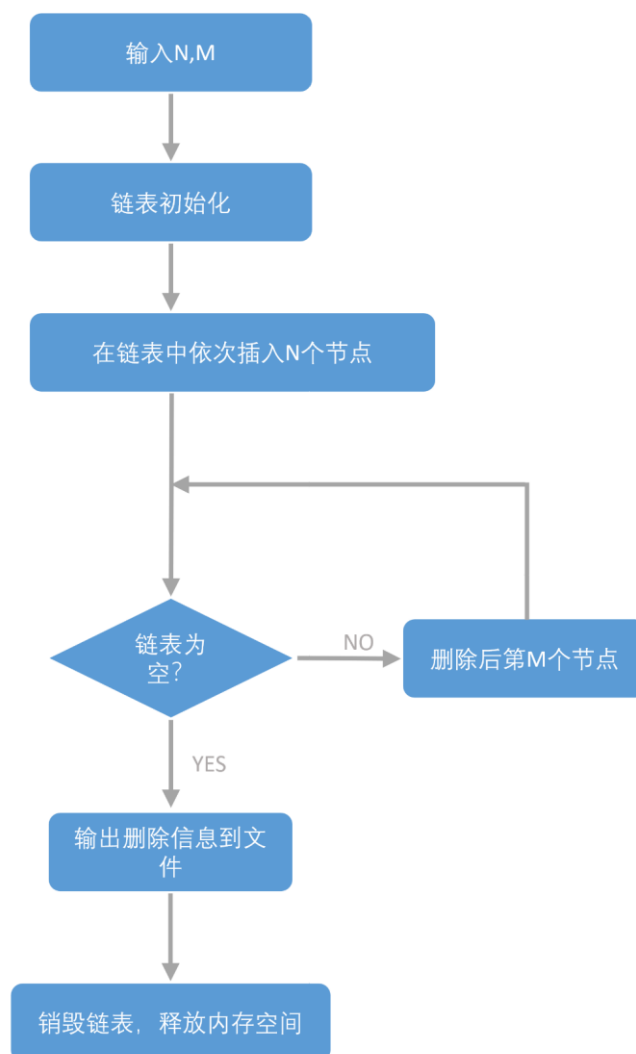 输入N,M
链表初始化
在链表中依次插入N个节点
链表为
空?
NO
删除后第M个节点
YES
输出删除信息到文
件
销毁链表，释放内存空间